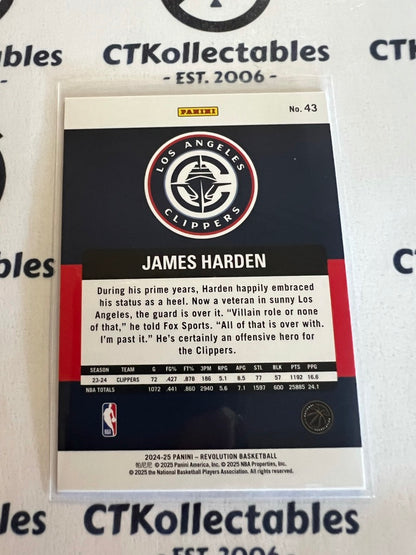 CTKollectables
- EST. 2006 -
PANINI
No. 43
LOS ANGELES
CLIPPERS
JAMES HARDEN
During his prime years, Harden happily embraced
his status as a heel. Now a veteran in sunny Los
Angeles, the guard is over it. “Villain role or none
of that,” he told Fox Sports. “All of that is over with.
I’m past it.” He’s certainly an offensive hero for
the Clippers.
SEASON TEAM G FG% FT% 3PM RPG APG STL BLK PTS PPG
23-24 CLIPPERS 72 .427 .878 186 5.1 8.5 77 57 1192 16.6
NBA TOTALS 1072 .441 .860 2940 5.6 7.1 1597 600 25885 24.1
NBA
2024-25 PANINI – REVOLUTION BASKETBALL
帕尼尼 © 2025 Panini America, Inc. © 2025 NBA Properties, Inc.
© 2025 the National Basketball Players Association. All rights reserved.
CTKollectables
EST. 2006 -